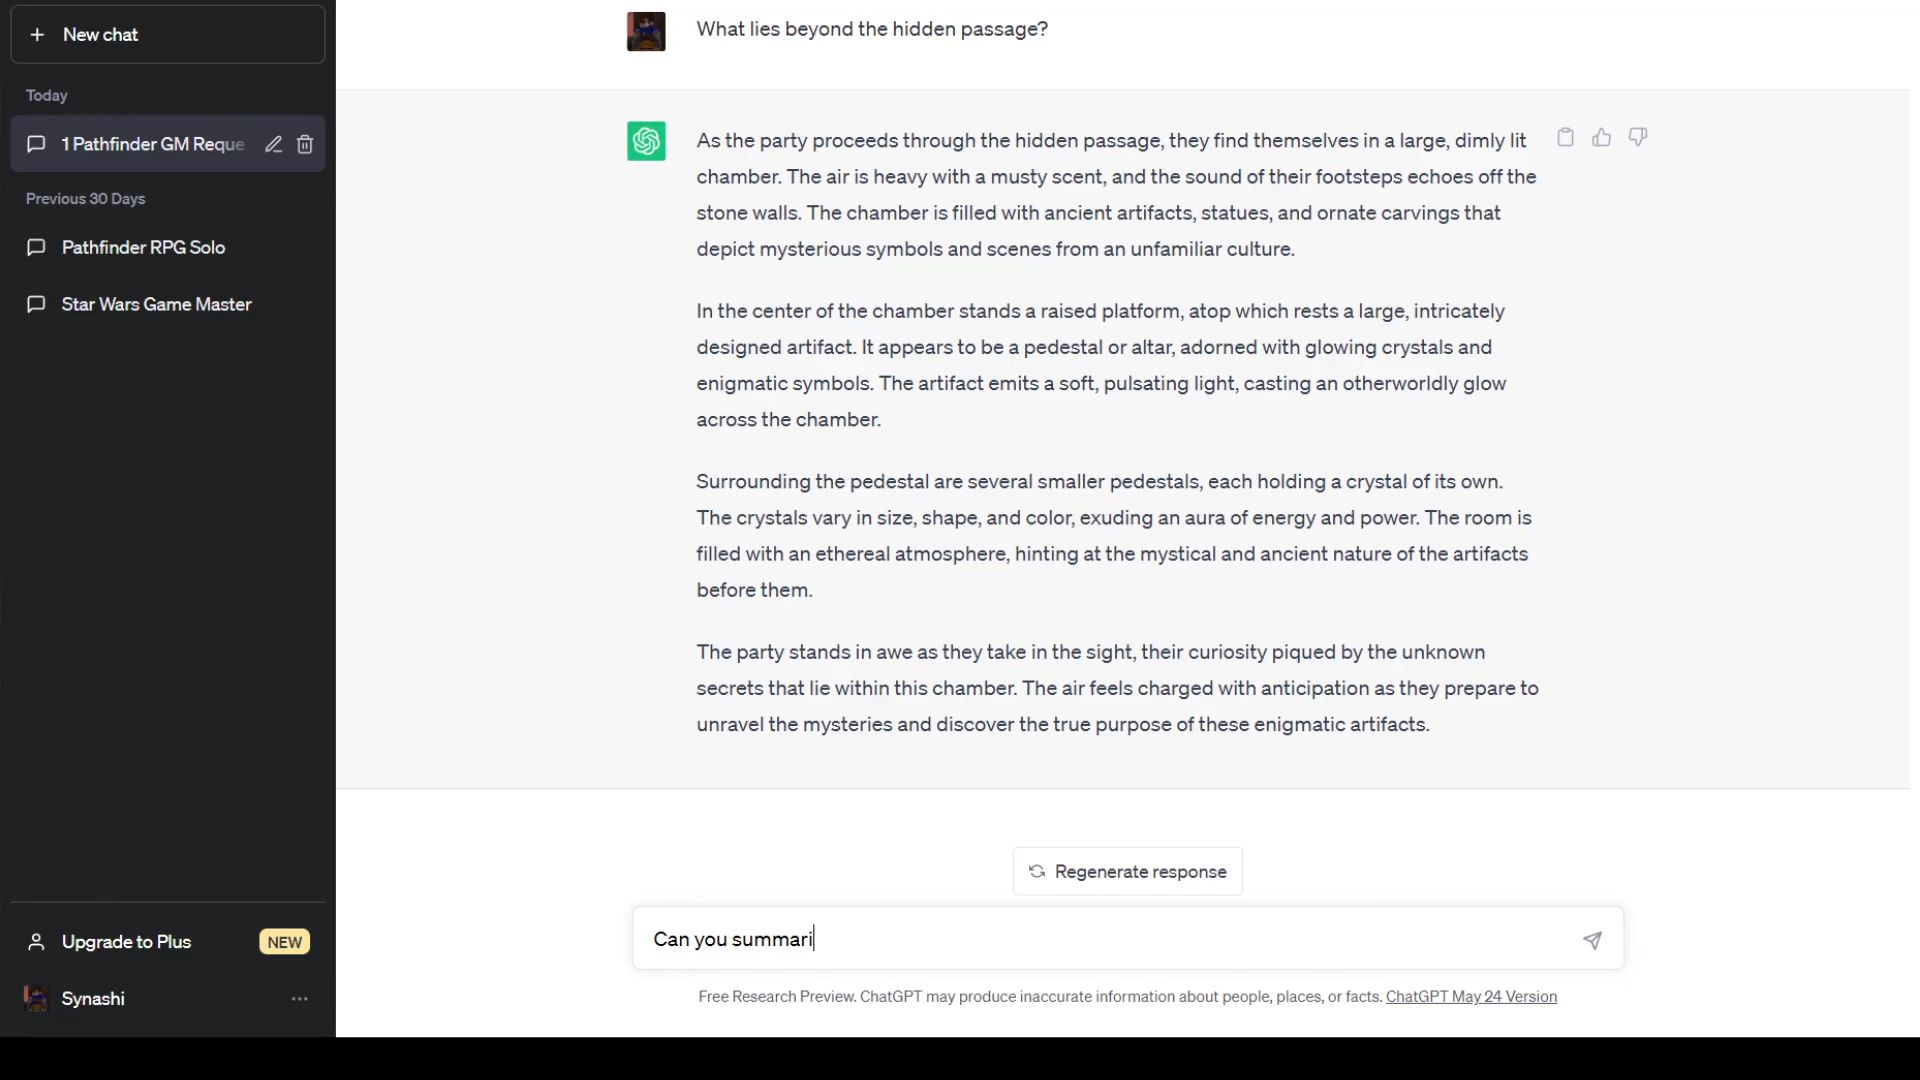 New chat
Today
1 Pathfinder GM Reque
Previous 30 Days
Pathfinder RPG Solo
Star Wars Game Master
Upgrade to Plus
NEW
Synashi
What lies beyond the hidden passage?
As the party proceeds through the hidden passage, they find themselves in a large, dimly lit
chamber. The air is heavy with a musty scent, and the sound of their footsteps echoes off the
stone walls. The chamber is filled with ancient artifacts, statues, and ornate carvings that
depict mysterious symbols and scenes from an unfamiliar culture.
In the center of the chamber stands a raised platform, atop which rests a large, intricately
designed artifact. It appears to be a pedestal or altar, adorned with glowing crystals and
enigmatic symbols. The artifact emits a soft, pulsating light, casting an otherworldly glow
across the chamber.
Surrounding the pedestal are several smaller pedestals, each holding a crystal of its own.
The crystals vary in size, shape, and color, exuding an aura of energy and power. The room is
filled with an ethereal atmosphere, hinting at the mystical and ancient nature of the artifacts
before them.
The party stands in awe as they take in the sight, their curiosity piqued by the unknown
secrets that lie within this chamber. The air feels charged with anticipation as they prepare to
unravel the mysteries and discover the true purpose of these enigmatic artifacts.
Regenerate response
Can you summari
Free Research Preview. ChatGPT may produce inaccurate information about people, places, or facts. ChatGPT May 24 Version